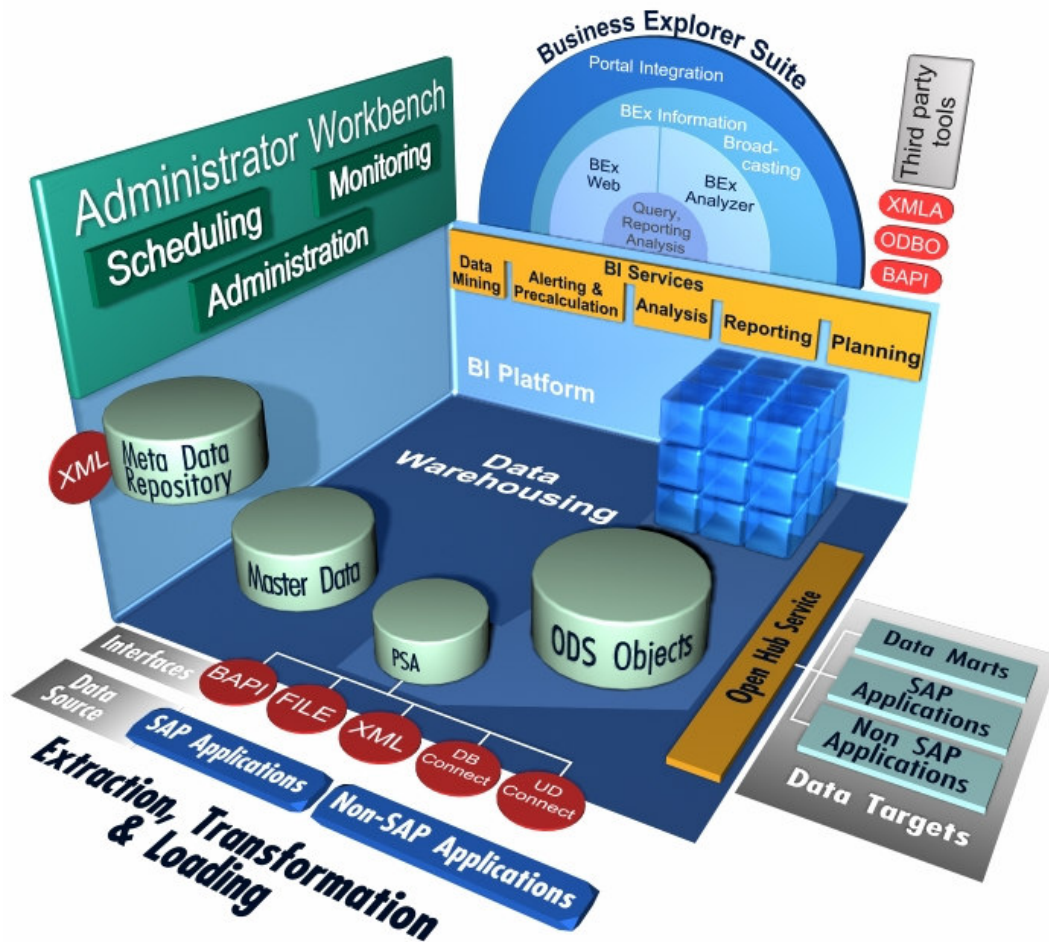 Business Explorer Suite
Portal Integration
BEx Information
Broad-
casting
BEx
Web
BEx
Analyzer
Query,
Reporting
Analysis
Third party
tools
XMLA
ODBO
BAPI
Administrator Workbench
Monitoring
Scheduling
Administration
BI Services
Data
Mining
Alerting &
Precalculation
Analysis
Reporting
Planning
BI Platform
Data
Warehousing
XML
Meta Data
Repository
Master Data
PSA
ODS Objects
Open Hub Service
Data Marts
SAP
Applications
Non SAP
Applications
Data Targets
Interfaces
BAPI
FILE
XML
DB
Connect
UD
Connect
Data
Source
SAP Applications
Non-SAP Applications
Extraction, Transformation
& Loading